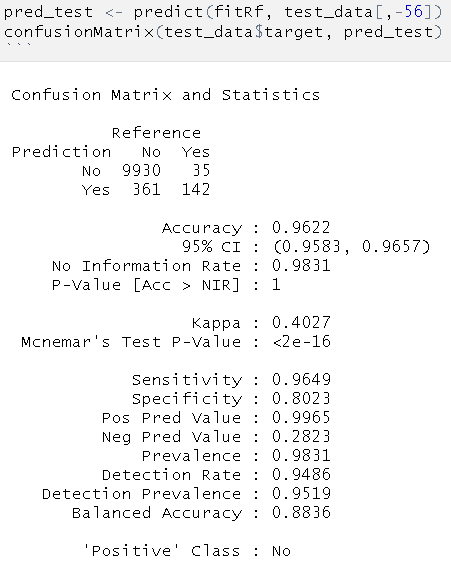 pred_test <- predict(fitRf, test_data[,-56])
confusionMatrix(test_data$target, pred_test)
```
Confusion Matrix and Statistics
Reference
Prediction No Yes
No 9930 35
Yes 361 142
Accuracy : 0.9622
95% CI : (0.9583, 0.9657)
No Information Rate : 0.9831
P-Value [Acc > NIR] : 1
Kappa : 0.4027
Mcnemar's Test P-Value : <2e-16
Sensitivity : 0.9649
Specificity : 0.8023
Pos Pred Value : 0.9965
Neg Pred Value : 0.2823
Prevalence : 0.9831
Detection Rate : 0.9486
Detection Prevalence : 0.9519
Balanced Accuracy : 0.8836
'Positive' Class : No